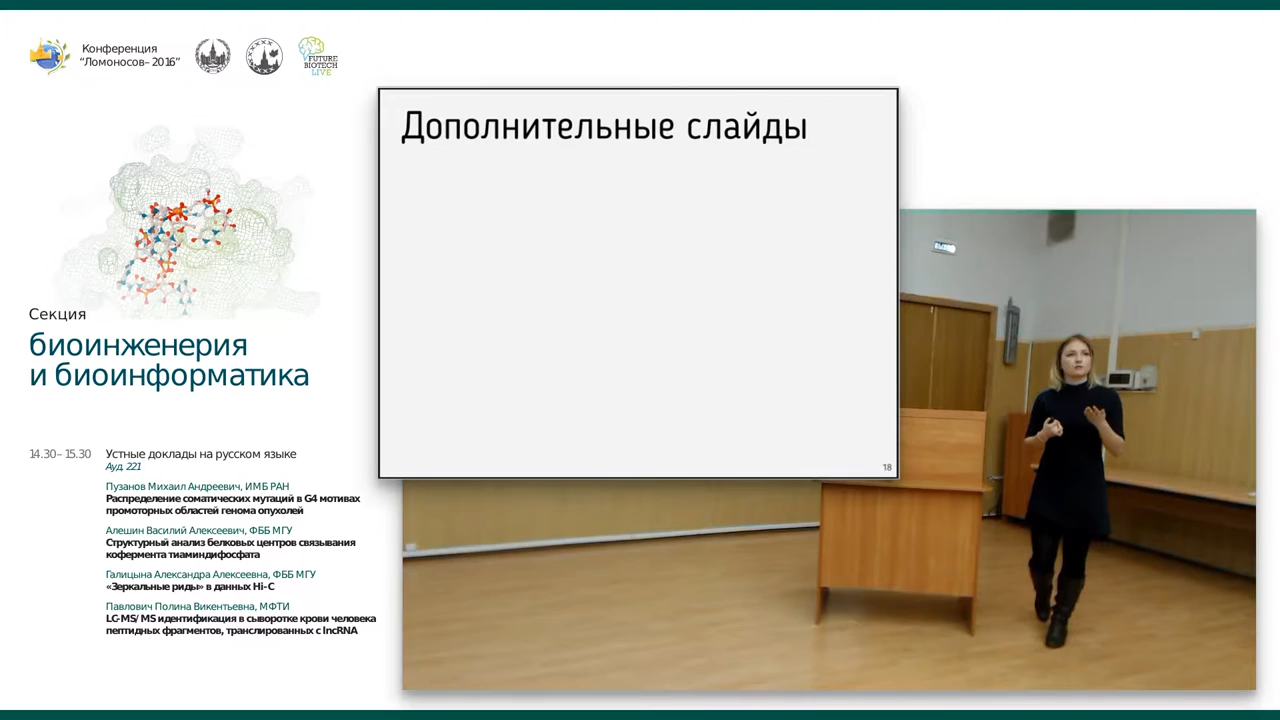 Конференция
“Ломоносов–2016”
FUTURE
BIOTECH
LIVE
Дополнительные слайды
18
Секция
биоинженерия
и биоинформатика
14.30–15.30 Устные доклады на русском языке
Ауд. 221
Пузанов Михаил Андреевич, ИМБ РАН
Распределение соматических мутаций в G4 мотивах
промоторных областей генома опухолей
Алешин Василий Алексеевич, ФББ МГУ
Структурный анализ белковых центров связывания
кофермента тиаминдифосфата
Галицына Александра Алексеевна, ФББ МГУ
«Зеркальные риды» в данных Hi-C
Павлович Полина Викентьевна, МФТИ
LC-MS/MS идентификация в сыворотке крови человека
пептидных фрагментов, транслированных с lncRNA